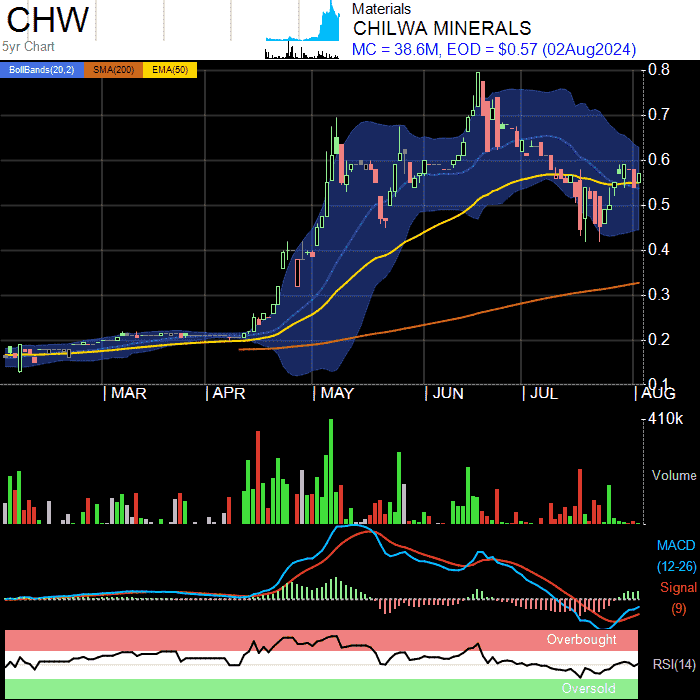 CHW
5yr Chart
Materials
CHILWA MINERALS
MC = 38.6M, EOD = $0.57 (02Aug2024)
BollBands(20,2) SMA(200) EMA(50)
0.8
0.7
0.6
0.5
0.4
0.3
0.2
0.1
MAR APR MAY JUN JUL AUG
410k
Volume
MACD
(12-26)
Signal
(9)
Overbought
RSI(14)
Oversold